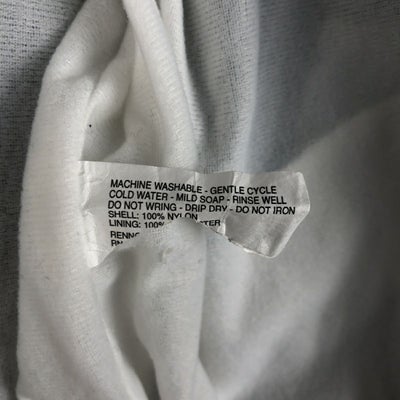 MACHINE WASHABLE - GENTLE CYCLE
COLD WATER - MILD SOAP - RINSE WELL
DO NOT WRING - DRIP DRY - DO NOT IRON
SHELL: 100% NYLON
LINING: 100%